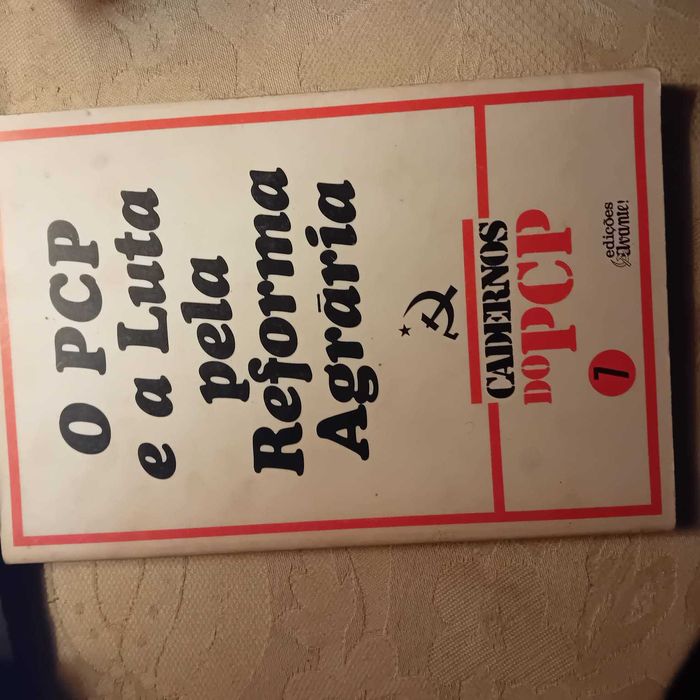 O PCP
e a Luta
pela
Reforma
Agrária
CADERNOS
DO PCP
7
edições
Avante!